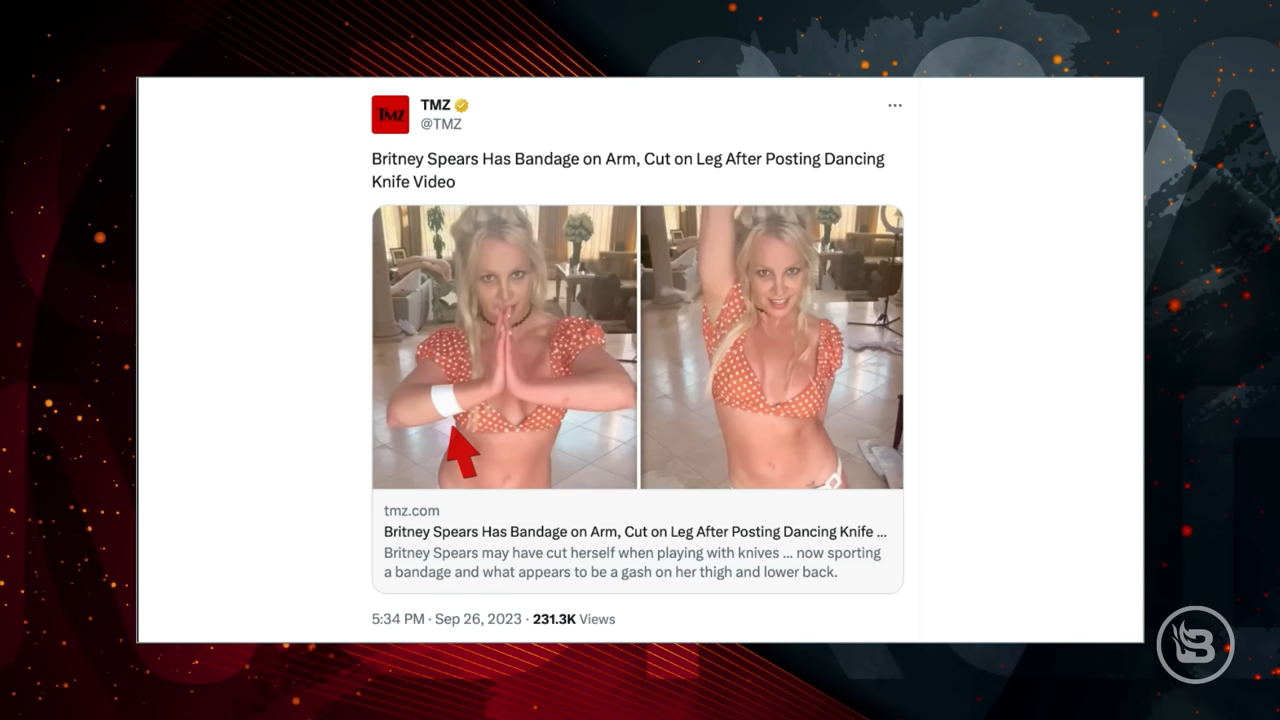 TMZ
TMZ
@TMZ
Britney Spears Has Bandage on Arm, Cut on Leg After Posting Dancing
Knife Video
tmz.com
Britney Spears Has Bandage on Arm, Cut on Leg After Posting Dancing Knife ...
Britney Spears may have cut herself when playing with knives ... now sporting
a bandage and what appears to be a gash on her thigh and lower back.
5:34 PM · Sep 26, 2023 · 231.3K Views
B